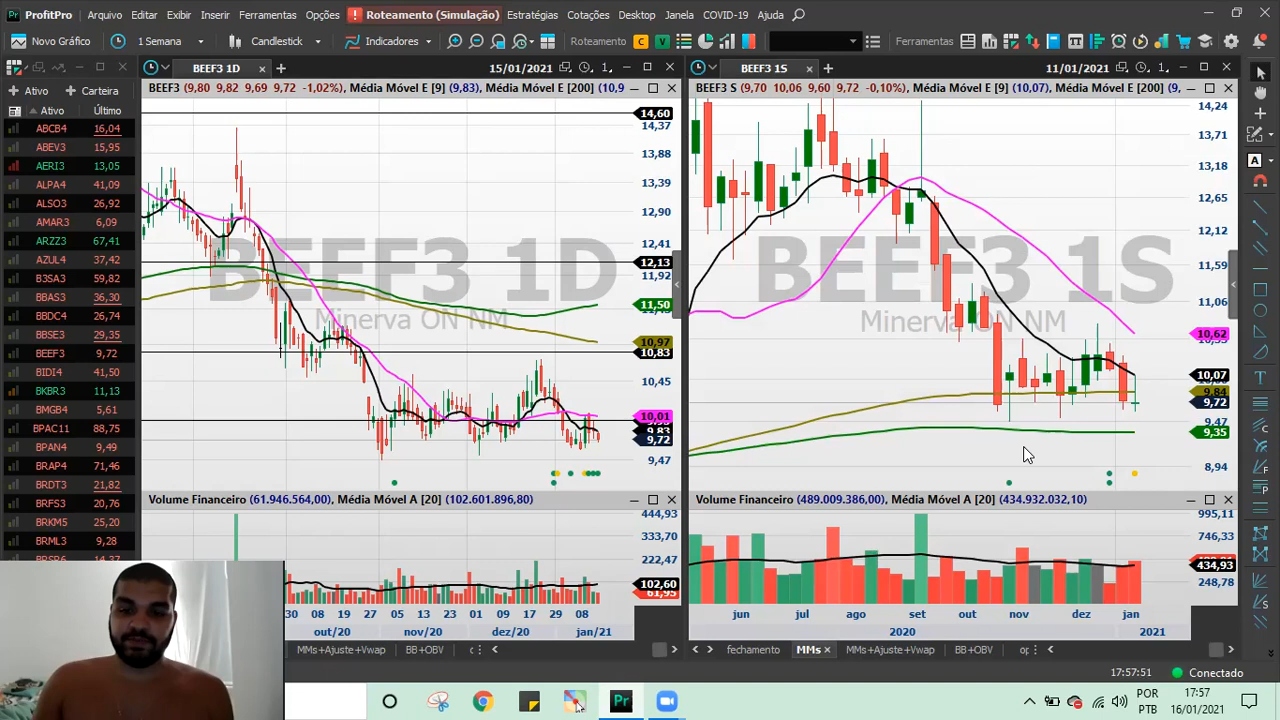 ProfitPro
Arquivo Editar Exibir Inserir Ferramentas Opções ! Roteamento (Simulação) Estratégias Cotações Desktop Janela COVID-19 Ajuda
Novo Gráfico 1 Semana Candlestick Indicadores Roteamento C V Ferramentas
BEEF3 1D 15/01/2021 1
BEEF3 1S 11/01/2021 1
+ Ativo + Carteira
Ativo Último
ABCB4 16,04
ABEV3 15,95
AERI3 13,05
ALPA4 41,09
ALSO3 26,92
AMAR3 6,09
ARZZ3 67,41
AZUL4 37,42
B3SA3 59,82
BBAS3 36,30
BBDC4 26,74
BBSE3 29,35
BEEF3 9,72
BIDI4 41,50
BKBR3 11,13
BMGB4 5,61
BPAC11 88,75
BPAN4 9,49
BRAP4 71,46
BRDT3 21,82
BRFS3 20,76
BRKM5 25,20
BRML3 9,28
BRSR6 14,37
BEEF3 (9,80 9,82 9,69 9,72 -1,02%), Média Móvel E [9] (9,83), Média Móvel E [200] (10,9
BEEF3 1D
Minerva ON NM
14,60
14,37
13,88
13,39
12,90
12,41
12,13
11,92
11,50
10,97
10,83
10,45
10,01
9,83
9,72
9,47
Volume Financeiro (61.946.564,00), Média Móvel A [20] (102.601.896,80)
444,93
333,70
222,47
102,60
61,95
30 08 19 27 05 13 23 01 09 17 29 08
out/20 nov/20 dez/20 jan/21
MMs+Ajuste+Vwap BB+OBV
BEEF3 S (9,70 10,06 9,60 9,72 -0,10%), Média Móvel E [9] (10,07), Média Móvel E [200] (9,
BEEF3 1S
Minerva ON NM
14,24
13,71
13,18
12,65
12,12
11,59
11,06
10,62
10,07
9,84
9,72
9,47
9,35
8,94
Volume Financeiro (489.009.386,00), Média Móvel A [20] (434.932.032,10)
995,11
746,33
434,93
248,78
jun jul ago set out nov dez jan
2020 2021
fechamento MMs MMs+Ajuste+Vwap BB+OBV
17:57:51 Conectado
Pr
POR
PTB
17:57
16/01/2021